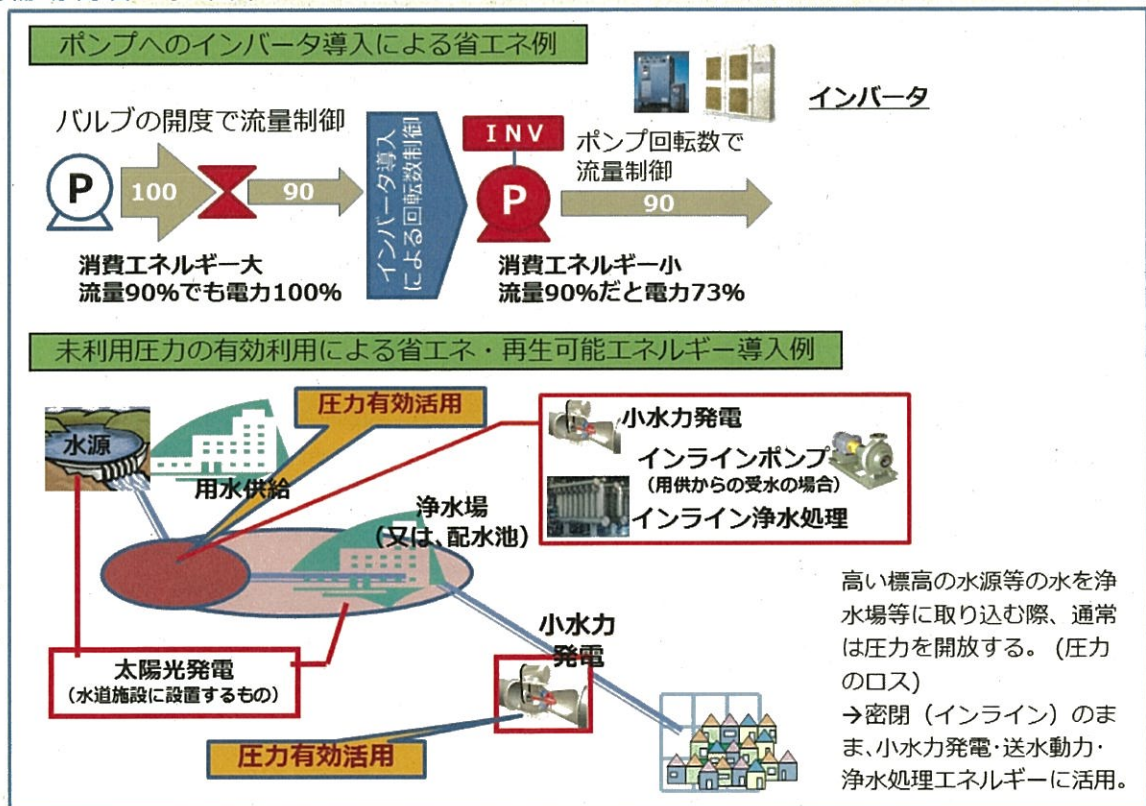 ポンプへのインバータ導入による省エネ例
インバータ
バルブの開度で流量制御
P
100
90
インバータ導入
による回転数制御
INV
P
ポンプ回転数で
流量制御
90
消費エネルギー大
流量90%でも電力100%
消費エネルギー小
流量90%だと電力73%
未利用圧力の有効利用による省エネ・再生可能エネルギー導入例
圧力有効活用
水源
用水供給
浄水場
(又は、配水池)
小水力発電
インラインポンプ
(用供からの受水の場合)
インライン浄水処理
太陽光発電
(水道施設に設置するもの)
小水力
発電
圧力有効活用
高い標高の水源等の水を浄
水場等に取り込む際、通常
は圧力を開放する。(圧力
のロス)
→密閉(インライン)のま
ま、小水力発電・送水動力・
浄水処理エネルギーに活用。